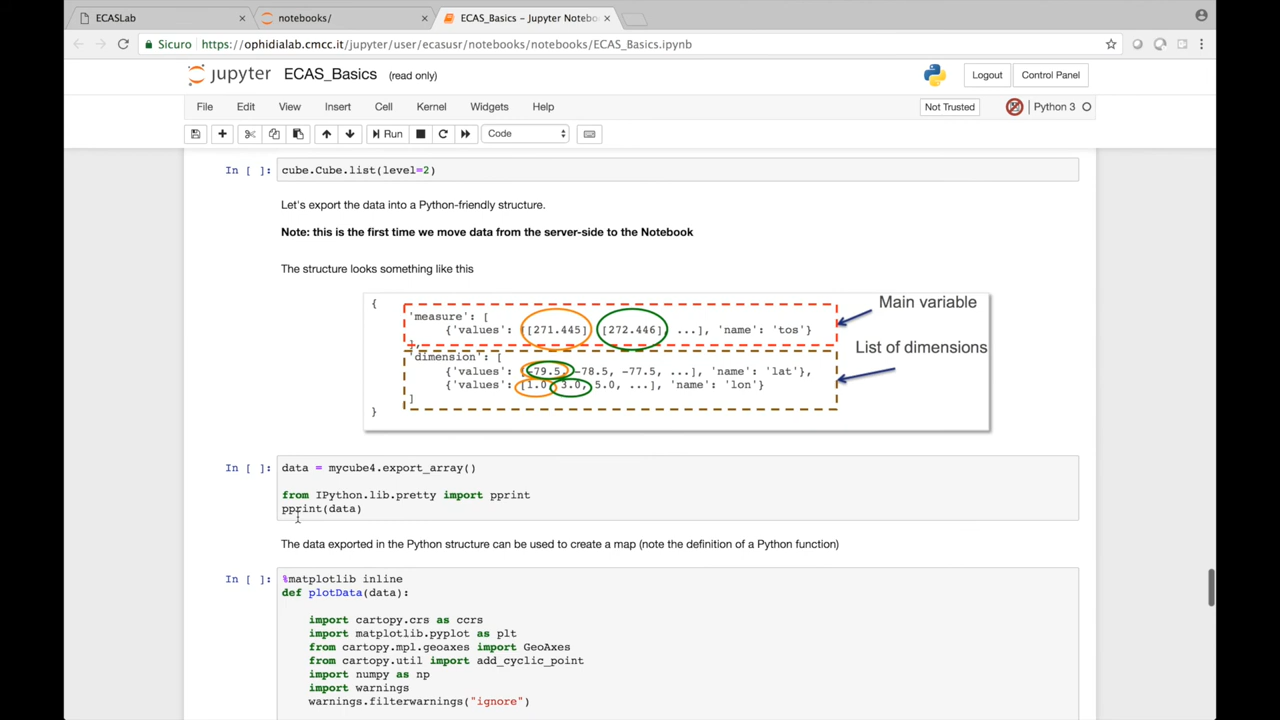 ECASLab
notebooks/
ECAS_Basics – Jupyter Noteboo
Sicuro https://ophidialab.cmcc.it/jupyter/user/ecasusr/notebooks/notebooks/ECAS_Basics.ipynb
jupyter ECAS_Basics (read only)
Logout Control Panel
File Edit View Insert Cell Kernel Widgets Help
Not Trusted Python 3
Run Code
In [ ]: cube.Cube.list(level=2)
Let's export the data into a Python-friendly structure.
Note: this is the first time we move data from the server-side to the Notebook
The structure looks something like this
{
'measure': [
{'values': [[271.445] [272.446], ...], 'name': 'tos'}
],
'dimension': [
{'values': [-79.5, -78.5, -77.5, ...], 'name': 'lat'},
{'values': [1.0, 3.0, 5.0, ...], 'name': 'lon'}
]
}
Main variable
List of dimensions
In [ ]: data = mycube4.export_array()
from IPython.lib.pretty import pprint
pprint(data)
The data exported in the Python structure can be used to create a map (note the definition of a Python function)
In [ ]: %matplotlib inline
def plotData(data):
import cartopy.crs as ccrs
import matplotlib.pyplot as plt
from cartopy.mpl.geoaxes import GeoAxes
from cartopy.util import add_cyclic_point
import numpy as np
import warnings
warnings.filterwarnings("ignore")